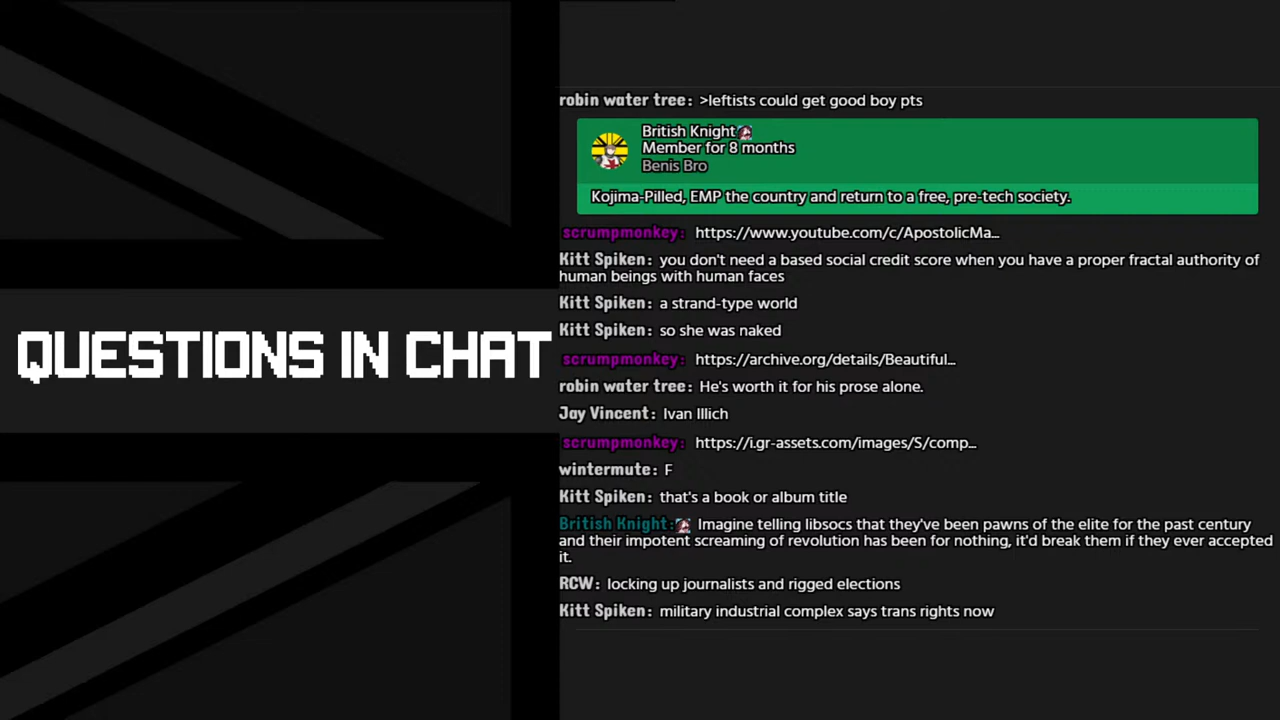 robin water tree: >leftists could get good boy pts
British Knight
Member for 8 months
Benis Bro
Kojima-Pilled, EMP the country and return to a free, pre-tech society.
scrumpmonkey: https://www.youtube.com/c/ApostolicMa...
Kitt Spiken: you don't need a based social credit score when you have a proper fractal authority of
human beings with human faces
Kitt Spiken: a strand-type world
Kitt Spiken: so she was naked
QUESTIONS IN CHAT
scrumpmonkey: https://archive.org/details/Beautiful...
robin water tree: He's worth it for his prose alone.
Jay Vincent: Ivan Illich
scrumpmonkey: https://i.gr-assets.com/images/S/comp...
wintermute: F
Kitt Spiken: that's a book or album title
British Knight: Imagine telling libsocs that they've been pawns of the elite for the past century
and their impotent screaming of revolution has been for nothing, it'd break them if they ever accepted
it.
RCW: locking up journalists and rigged elections
Kitt Spiken: military industrial complex says trans rights now